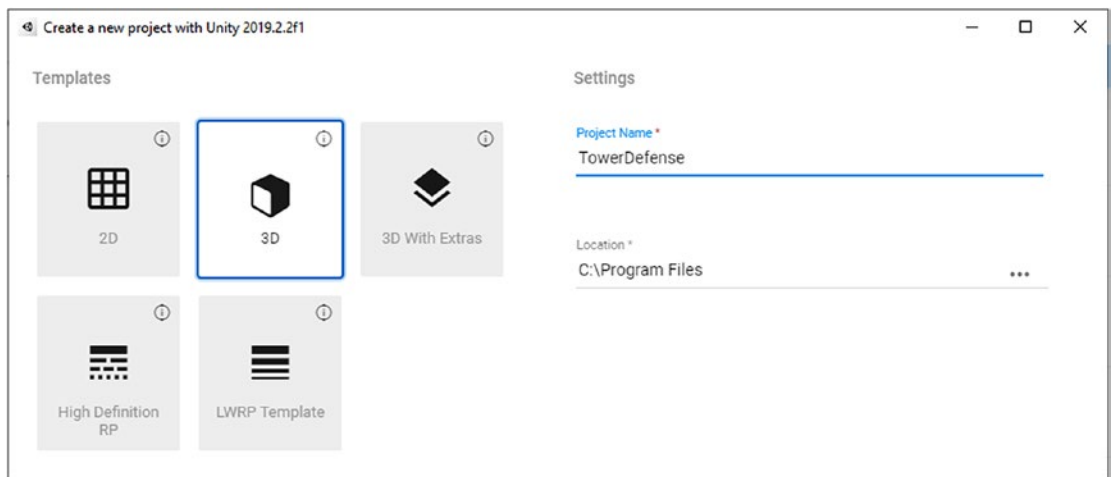 Create a new project with Unity 2019.2.2f1
Templates
2D
3D
3D With Extras
High Definition
RP
LWRP Template
Settings
Project Name *
TowerDefense
Location *
C:\Program Files